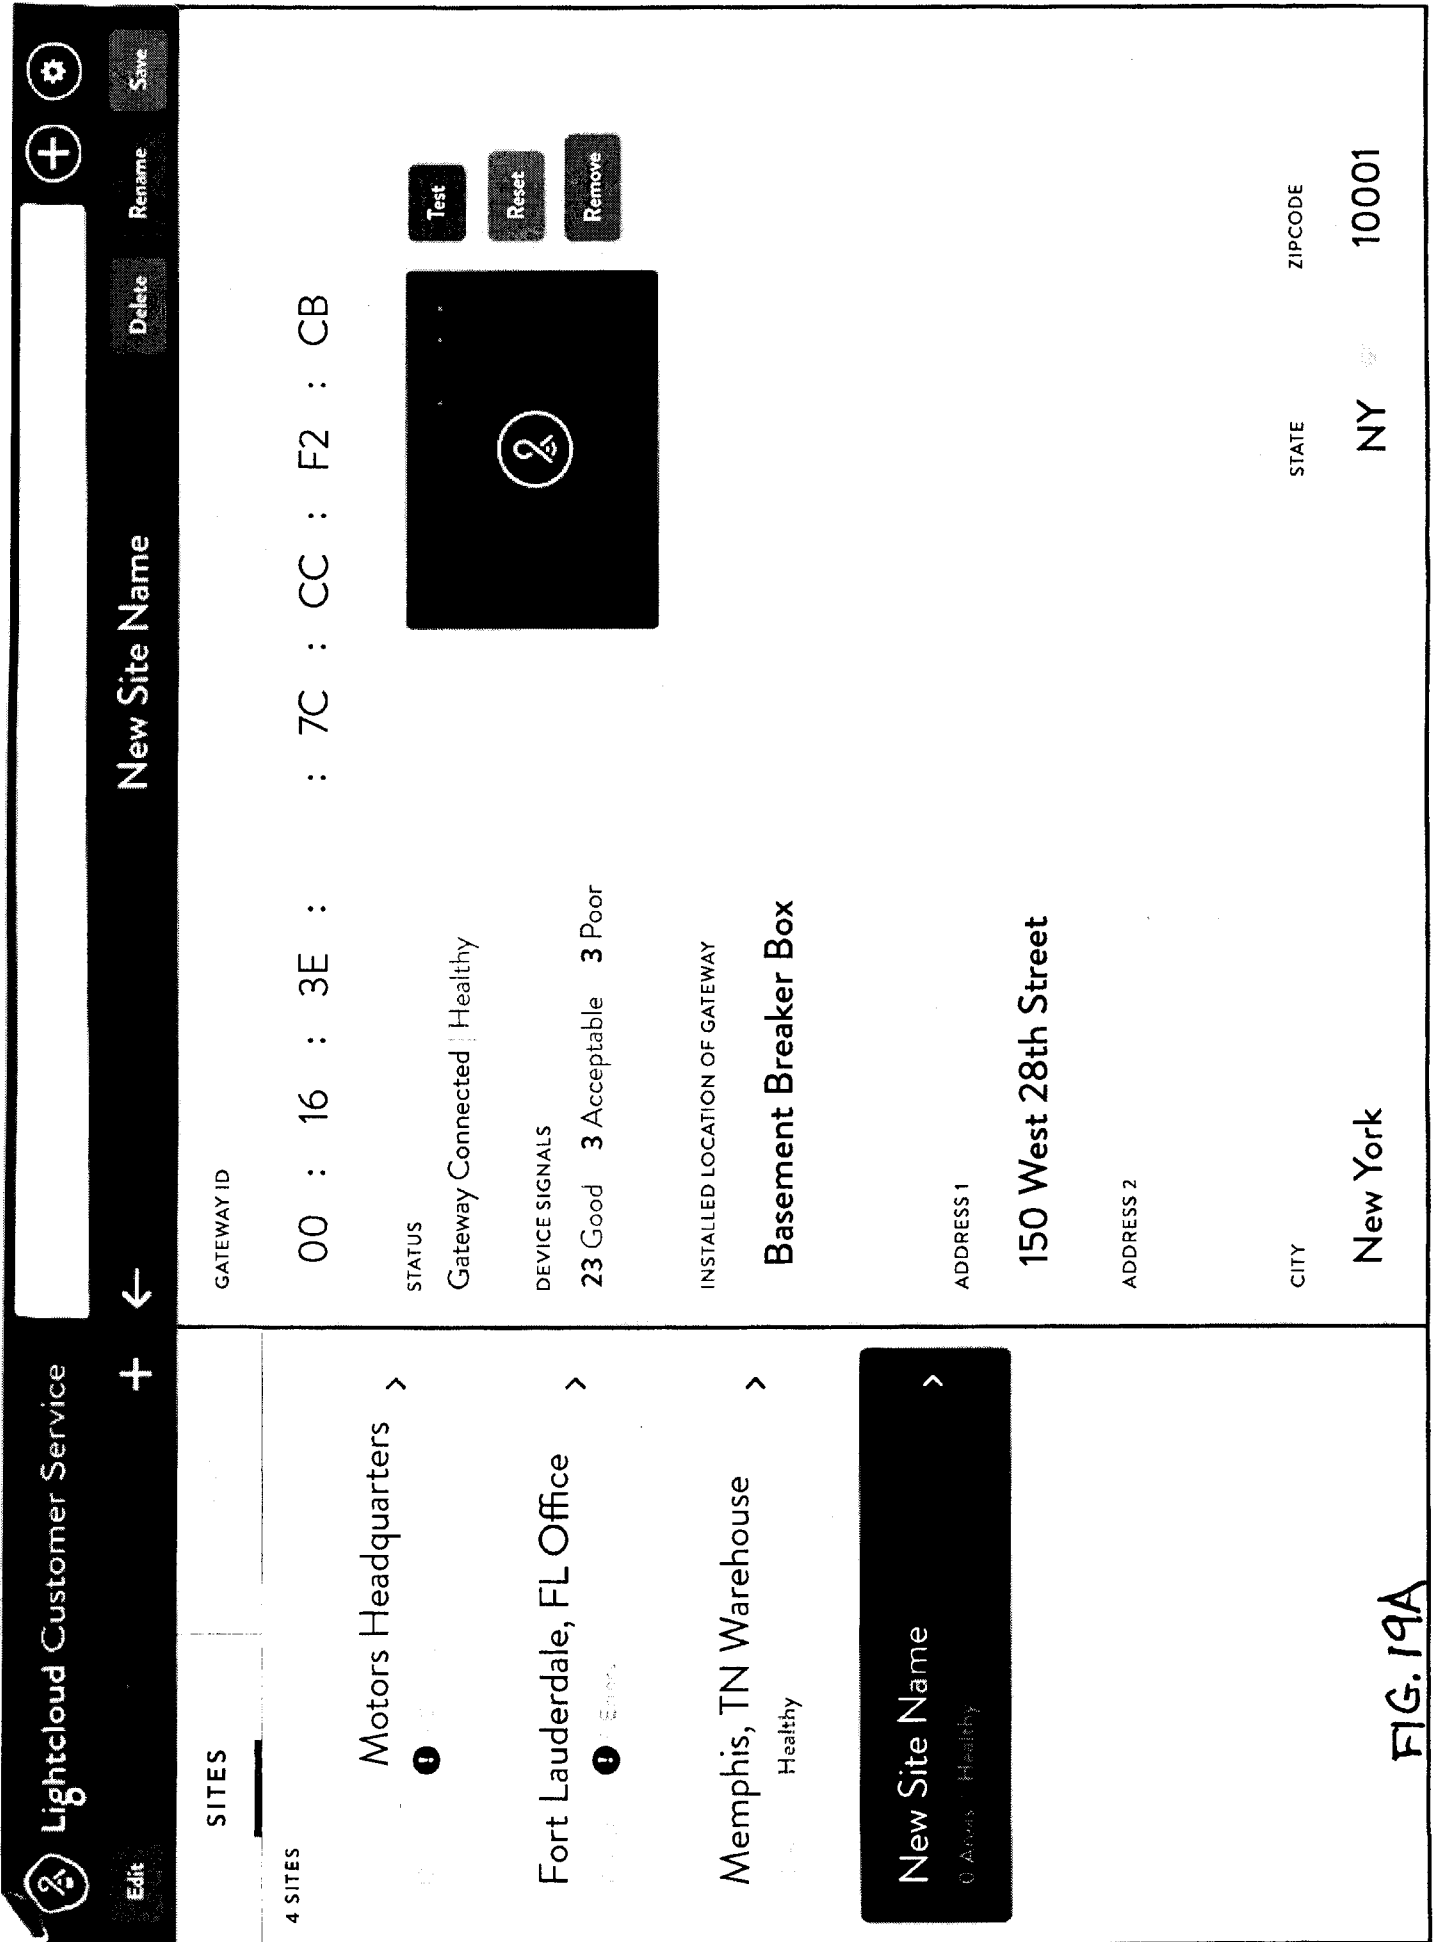 Lightcloud Customer Service
Edit
New Site Name
Delete
Rename
Save
SITES
4 SITES
Motors Headquarters
Fort Lauderdale, FL Office
Memphis, TN Warehouse
Healthy
New Site Name
Healthy
GATEWAY ID
00 : 16 : 3E : : 7C : CC : F2 : CB
STATUS
Gateway Connected Healthy
DEVICE SIGNALS
23 Good 3 Acceptable 3 Poor
Test
Reset
Remove
INSTALLED LOCATION OF GATEWAY
Basement Breaker Box
ADDRESS 1
150 West 28th Street
ADDRESS 2
CITY STATE ZIPCODE
New York NY 10001
FIG. 19A